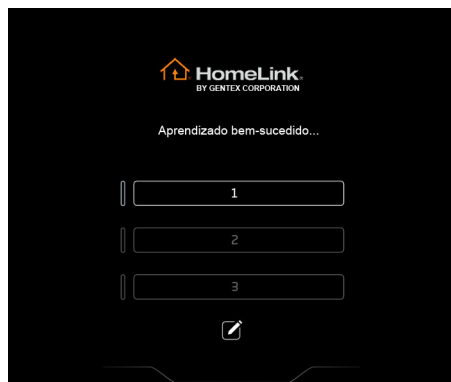 HomeLink
BY GENTEX CORPORATION
Aprendizado bem-sucedido...
1
2
3